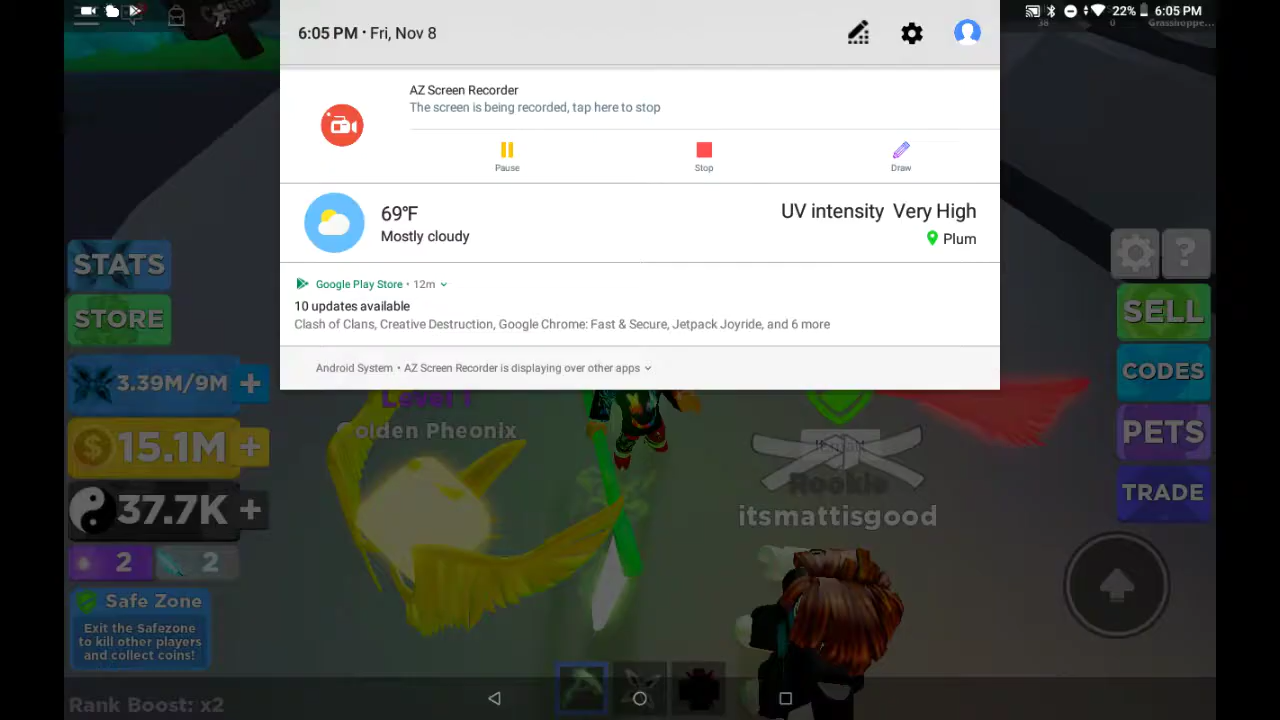 22% 6:05 PM
38 0 Grasshoppe...
6:05 PM · Fri, Nov 8
AZ Screen Recorder
The screen is being recorded, tap here to stop
Pause Stop Draw
69°F
Mostly cloudy
UV intensity Very High
Plum
Google Play Store • 12m
10 updates available
Clash of Clans, Creative Destruction, Google Chrome: Fast & Secure, Jetpack Joyride, and 6 more
Android System • AZ Screen Recorder is displaying over other apps
STATS
STORE
3.39M/9M +
$ 15.1M +
37.7K +
2 2
Safe Zone
Exit the Safezone
to kill other players
and collect coins!
Rank Boost: x2
Level 1
Golden Pheonix
Rookie
itsmattisgood
?
SELL
CODES
PETS
TRADE